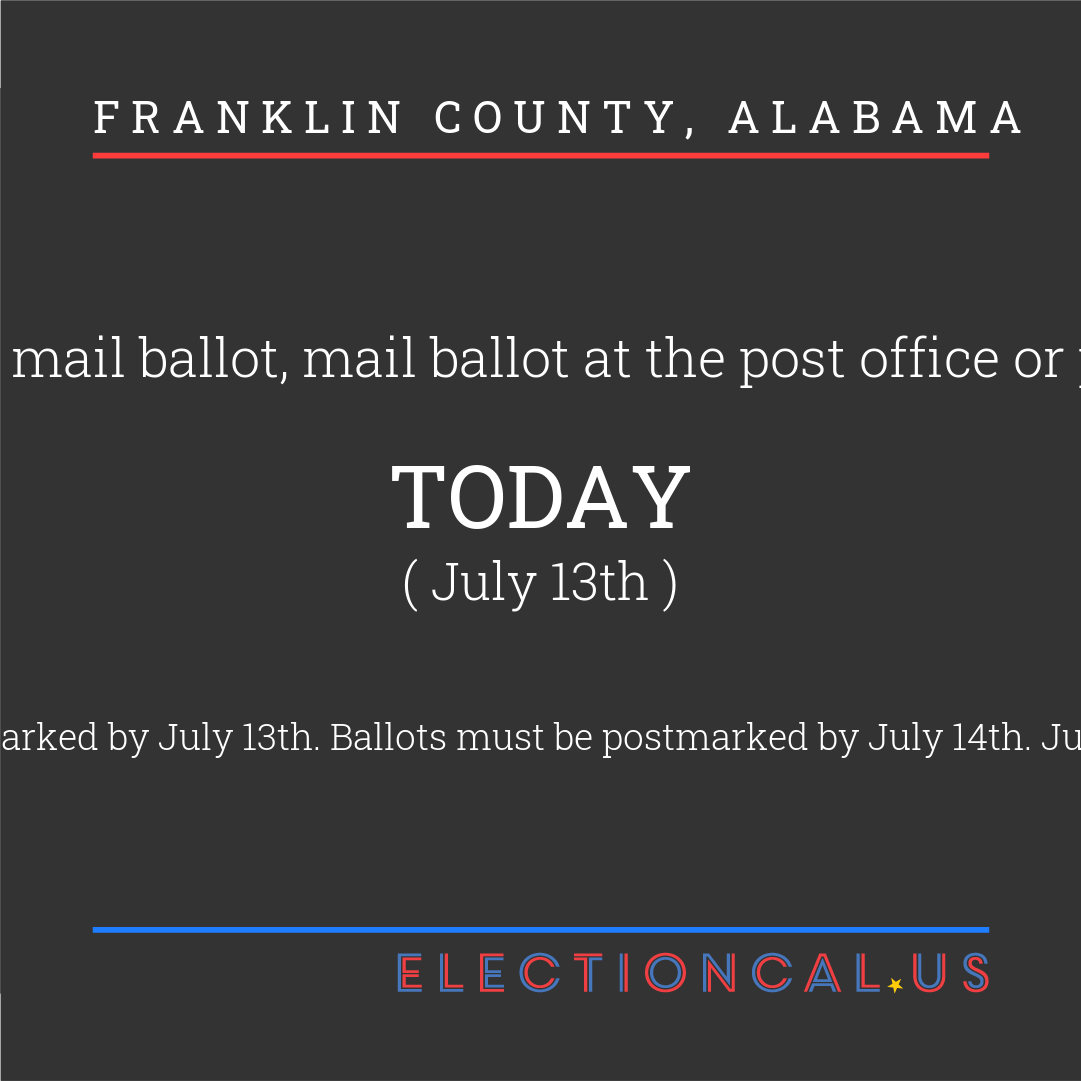 FRANKLIN COUNTY, ALABAMA
mail ballot, mail ballot at the post office or
TODAY
( July 13th )
arked by July 13th. Ballots must be postmarked by July 14th. Ju
ELECTIONCAL.US